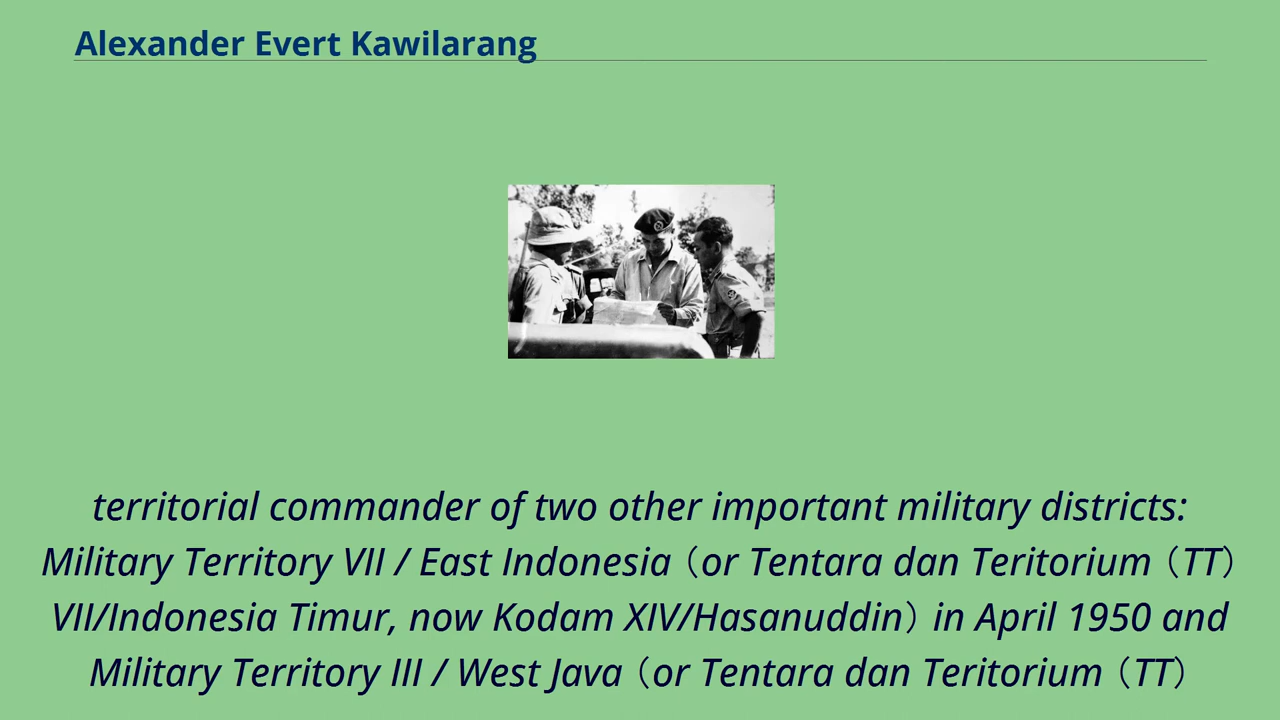 Alexander Evert Kawilarang
territorial commander of two other important military districts:
Military Territory VII / East Indonesia（or Tentara dan Teritorium（TT）
VII/Indonesia Timur, now Kodam XIV/Hasanuddin）in April 1950 and
Military Territory III / West Java（or Tentara dan Teritorium（TT）